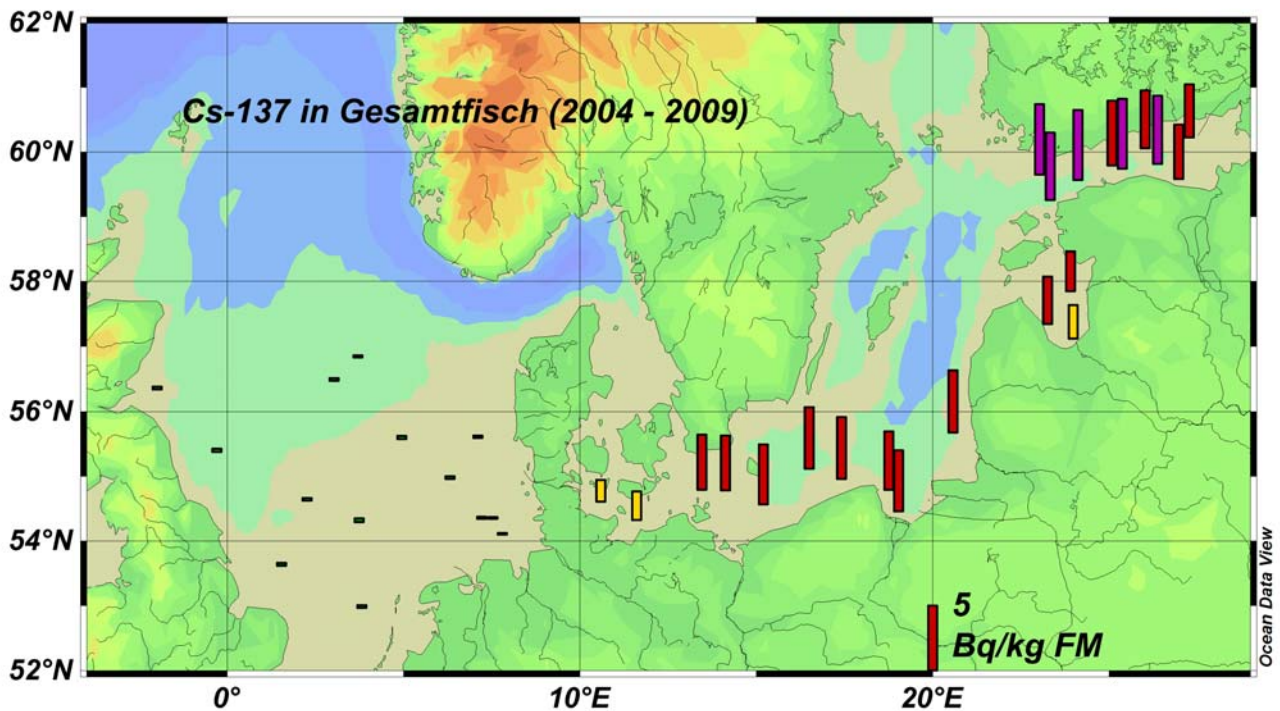 62°N
Cs-137 in Gesamtfisch (2004 - 2009)
60°N
58°N
56°N
54°N
5
Bq/kg FM
52°N
0°
10°E
20°E
Ocean Data View